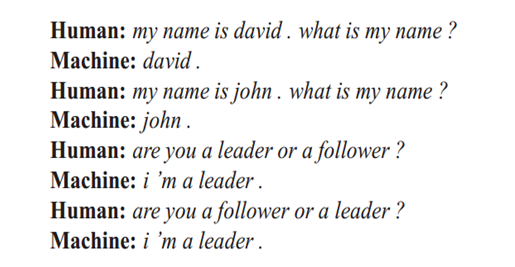 Human: my name is david . what is my name ?
Machine: david .
Human: my name is john . what is my name ?
Machine: john .
Human: are you a leader or a follower ?
Machine: i ’m a leader .
Human: are you a follower or a leader ?
Machine: i ’m a leader .